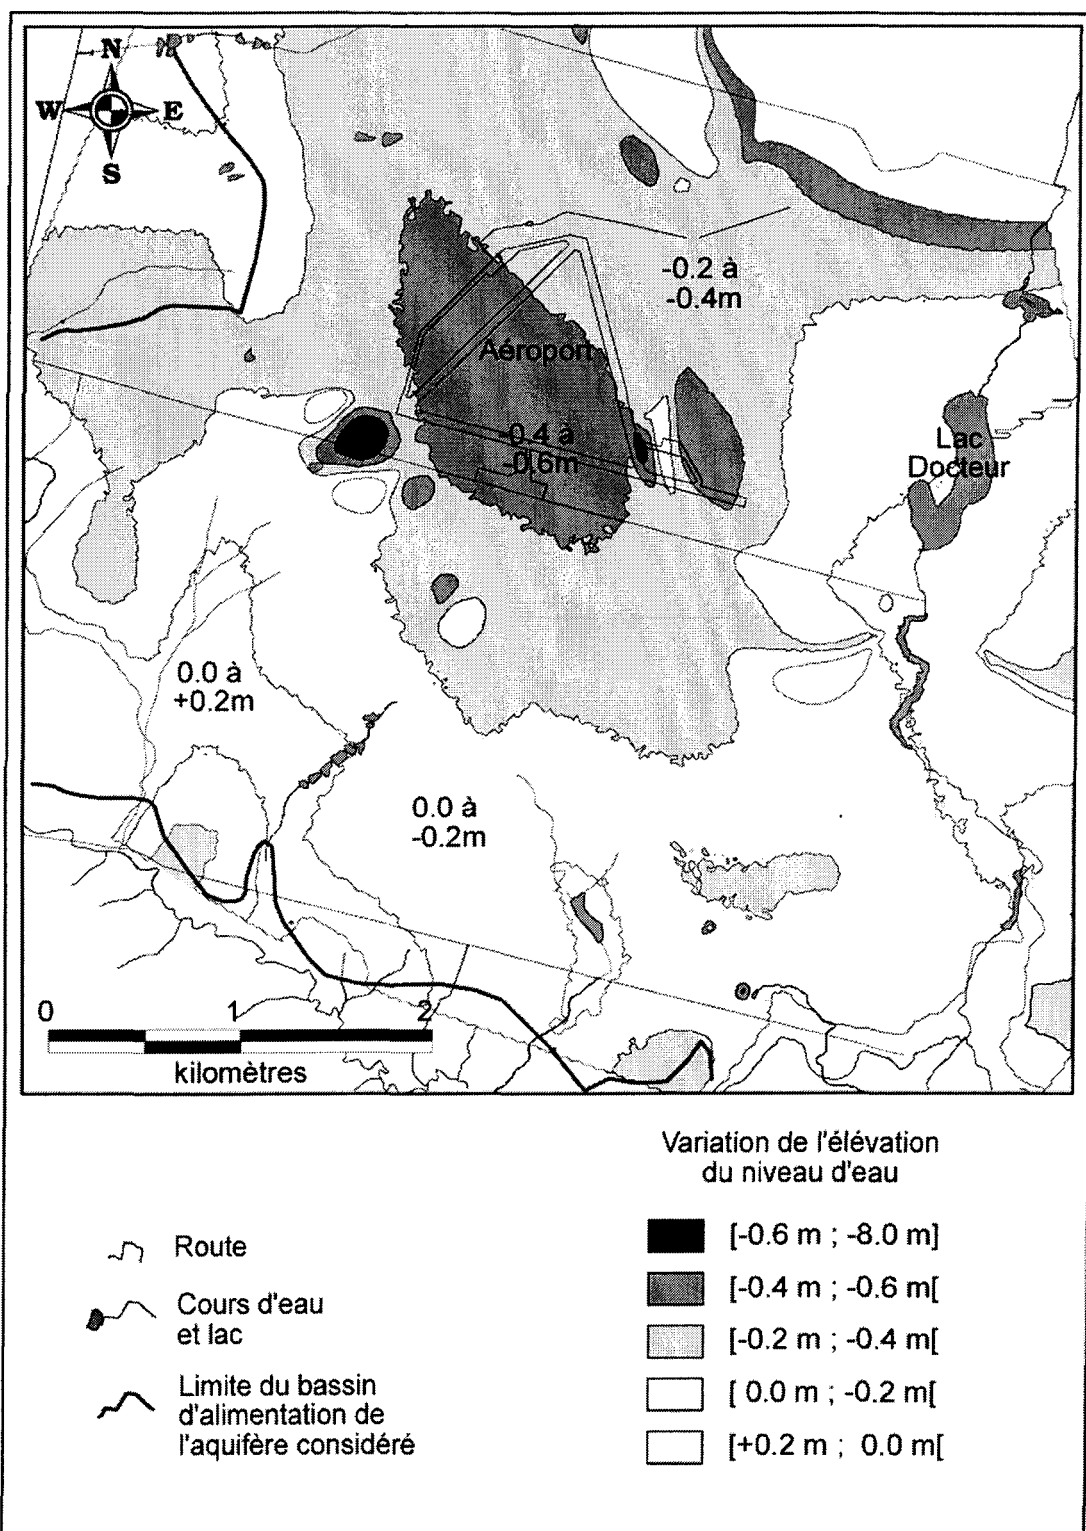 N
W E
S
-0.2 à
-0.4m
Aéroport
-0.4 à
-0.6m
Lac
Docteur
0.0 à
+0.2m
0.0 à
-0.2m
0 1 2
kilomètres
Variation de l'élévation
du niveau d'eau
Route
Cours d'eau
et lac
Limite du bassin
d'alimentation de
l'aquifère considéré
[-0.6 m ; -8.0 m]
[-0.4 m ; -0.6 m[
[-0.2 m ; -0.4 m[
[ 0.0 m ; -0.2 m[
[+0.2 m ; 0.0 m[